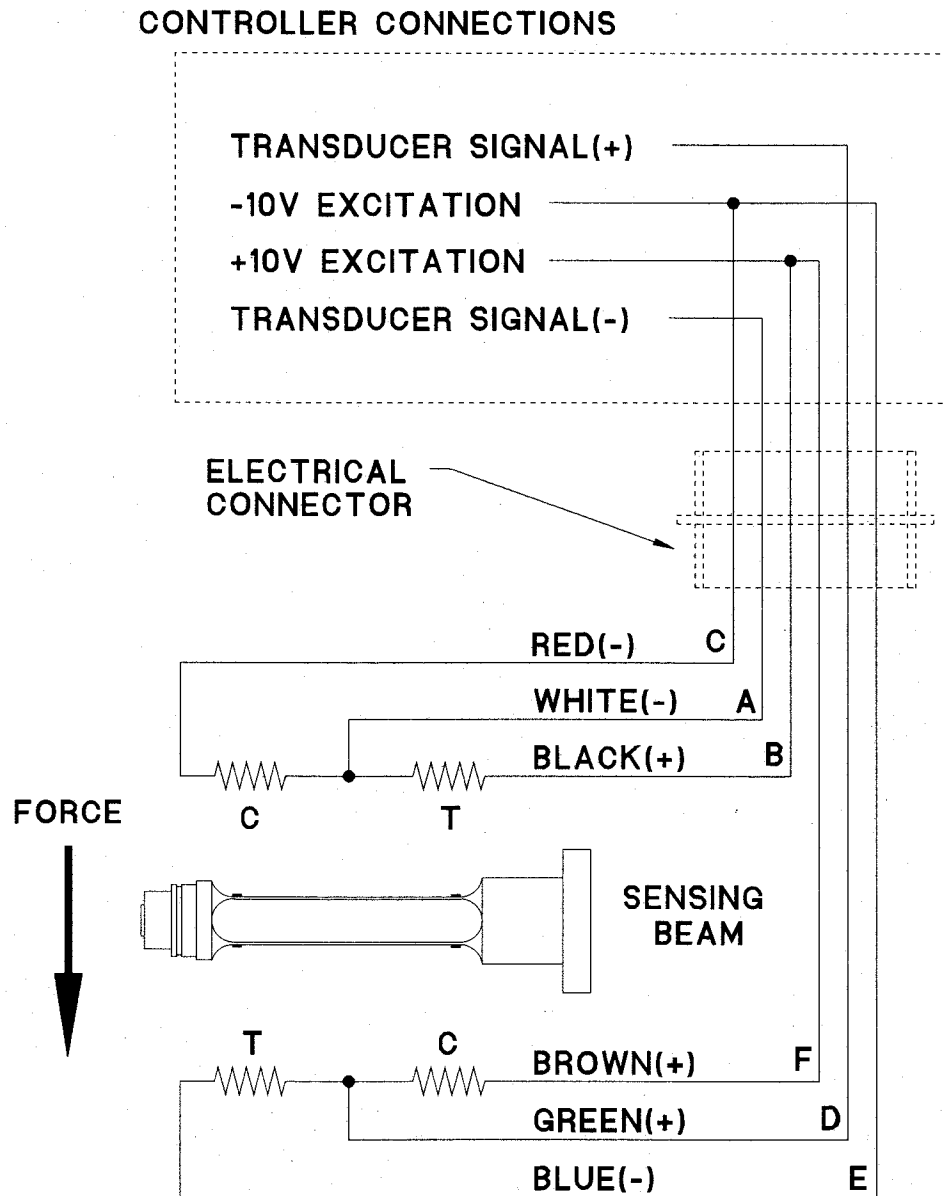 CONTROLLER CONNECTIONS
TRANSDUCER SIGNAL(+)
-10V EXCITATION
+10V EXCITATION
TRANSDUCER SIGNAL(-)
ELECTRICAL
CONNECTOR
RED(-) C
WHITE(-) A
BLACK(+) B
C T
FORCE
SENSING
BEAM
T C
BROWN(+) F
GREEN(+) D
BLUE(-) E